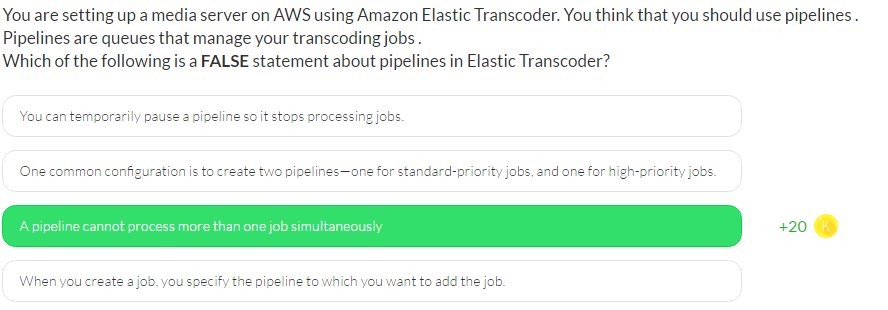 You are setting up a media server on AWS using Amazon Elastic Transcoder. You think that you should use pipelines.
Pipelines are queues that manage your transcoding jobs.
Which of the following is a FALSE statement about pipelines in Elastic Transcoder?
You can temporarily pause a pipeline so it stops processing jobs.
One common configuration is to create two pipelines—one for standard-priority jobs, and one for high-priority jobs.
A pipeline cannot process more than one job simultaneously
+20 K
When you create a job, you specify the pipeline to which you want to add the job.